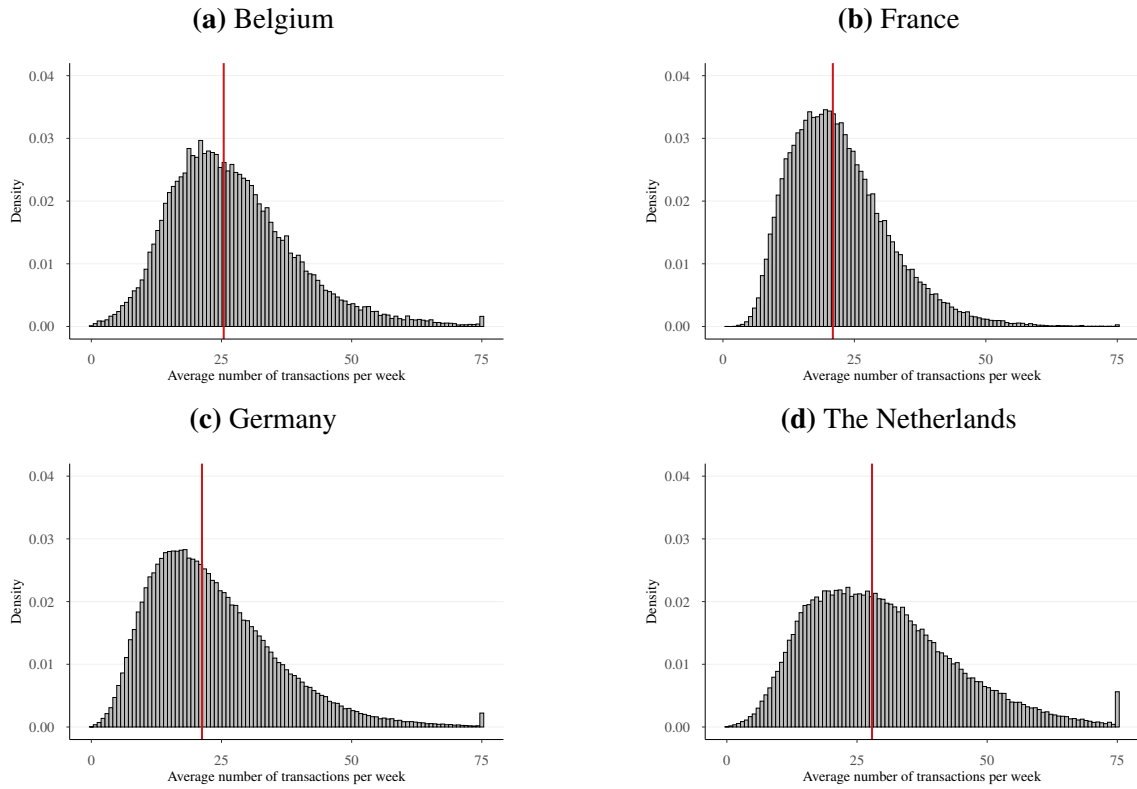 (a) Belgium
0.04
0.03
0.02
0.01
0.00
Density
0 25 50 75
Average number of transactions per week
(b) France
0.04
0.03
0.02
0.01
0.00
Density
0 25 50 75
Average number of transactions per week
(c) Germany
0.04
0.03
0.02
0.01
0.00
Density
0 25 50 75
Average number of transactions per week
(d) The Netherlands
0.04
0.03
0.02
0.01
0.00
Density
0 25 50 75
Average number of transactions per week